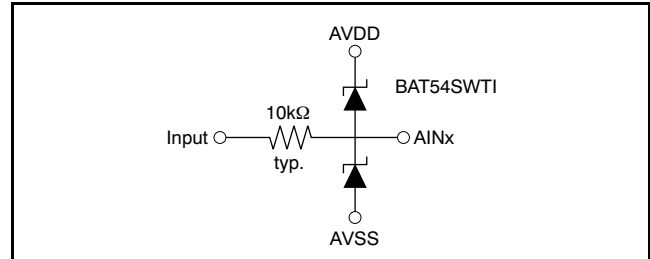 AVDD
BAT54SWTI
10kΩ
Input
AINx
typ.
AVSS